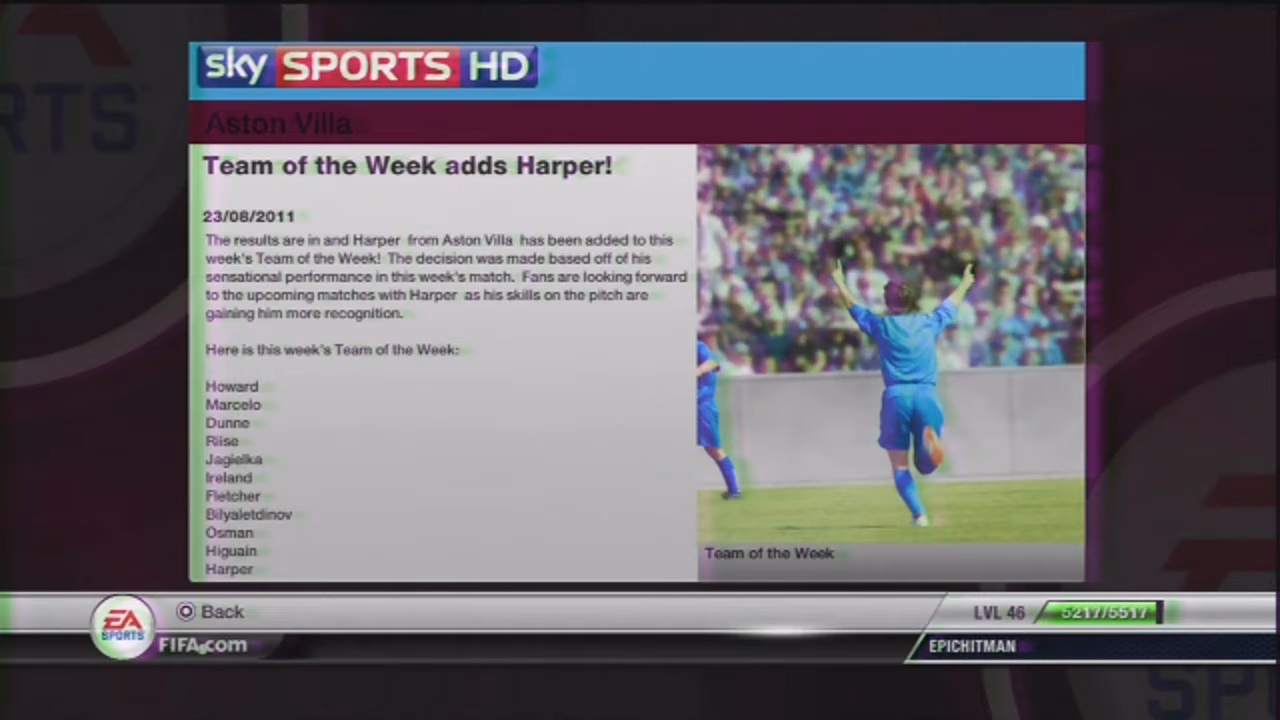 sky SPORTS HD
Aston Villa
Team of the Week adds Harper!
23/08/2011
The results are in and Harper from Aston Villa has been added to this
week's Team of the Week! The decision was made based off of his
sensational performance in this week's match. Fans are looking forward
to the upcoming matches with Harper as his skills on the pitch are
gaining him more recognition.
Here is this week's Team of the Week:
Howard
Marcelo
Dunne
Riise
Jagielka
Ireland
Fletcher
Bilyaletdinov
Osman
Higuain
Harper
Team of the Week
Back
LVL 46
5217/5517
EA
SPORTS
FIFA.com
EPICHITMAN
RTS
SP